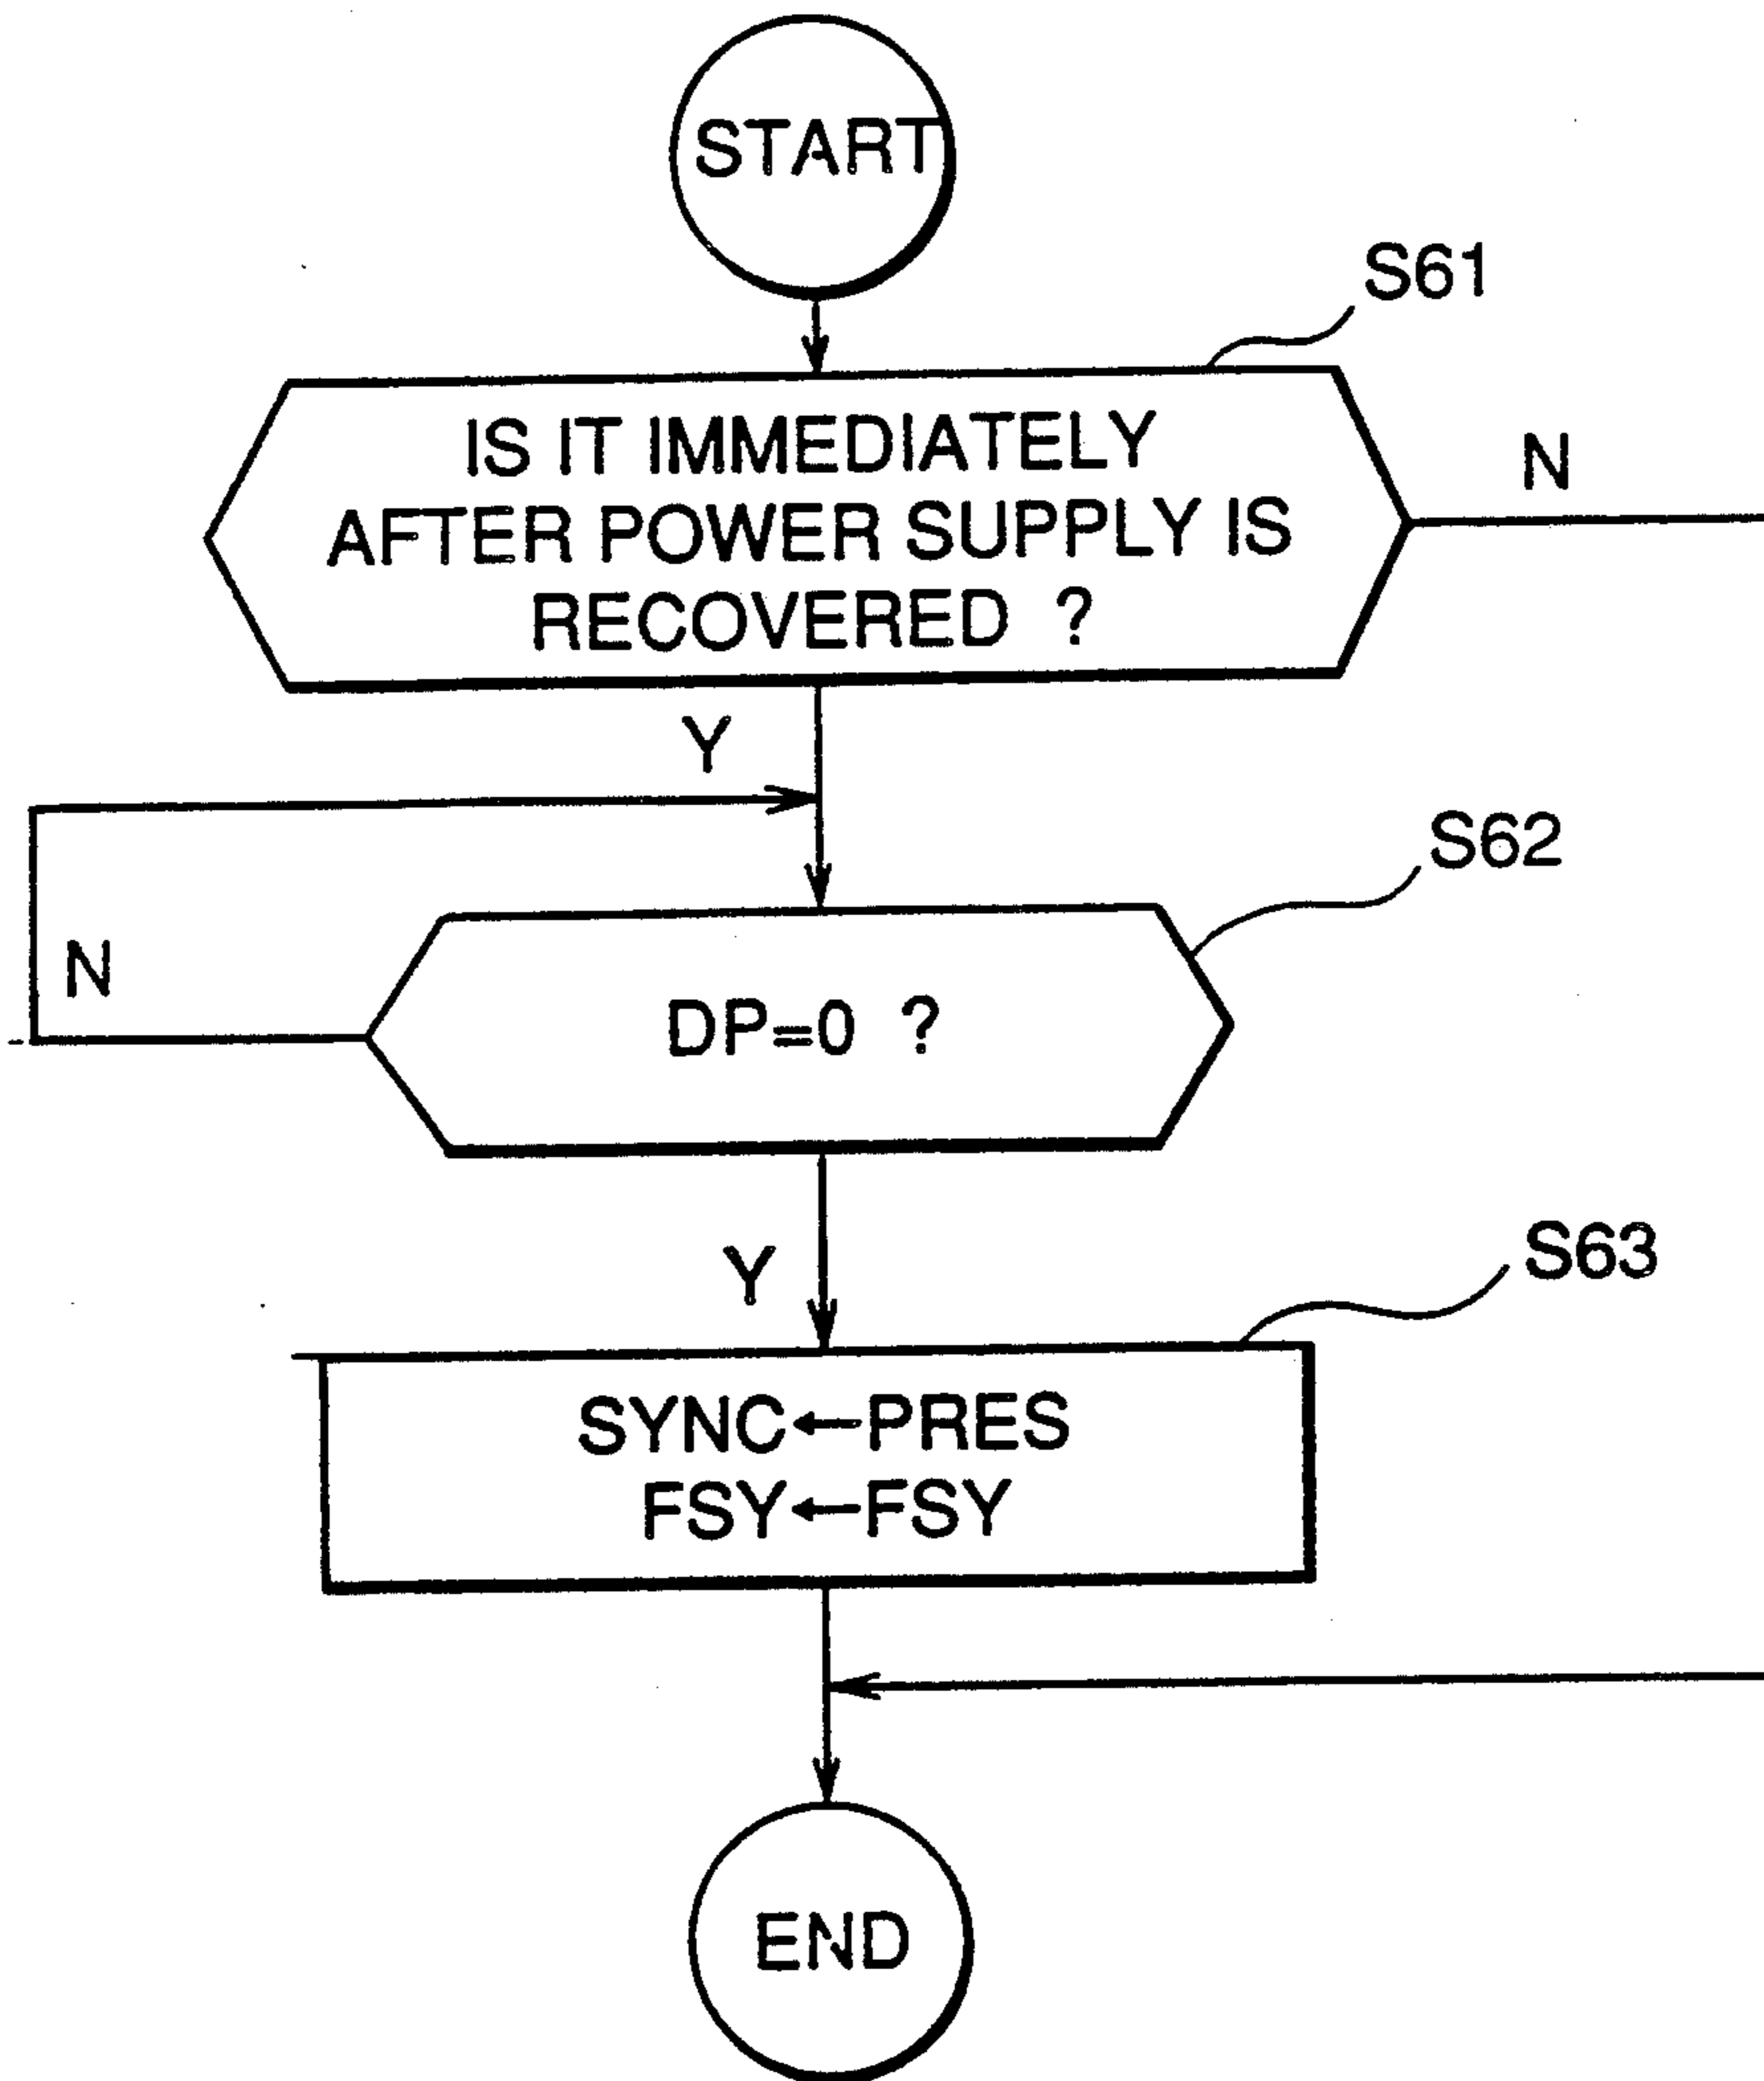 START
S61
IS IT IMMEDIATELY
AFTER POWER SUPPLY IS
RECOVERED ?
N
Y
S62
N
DP=0 ?
Y
S63
SYNC←PRES
FSY←FSY
END